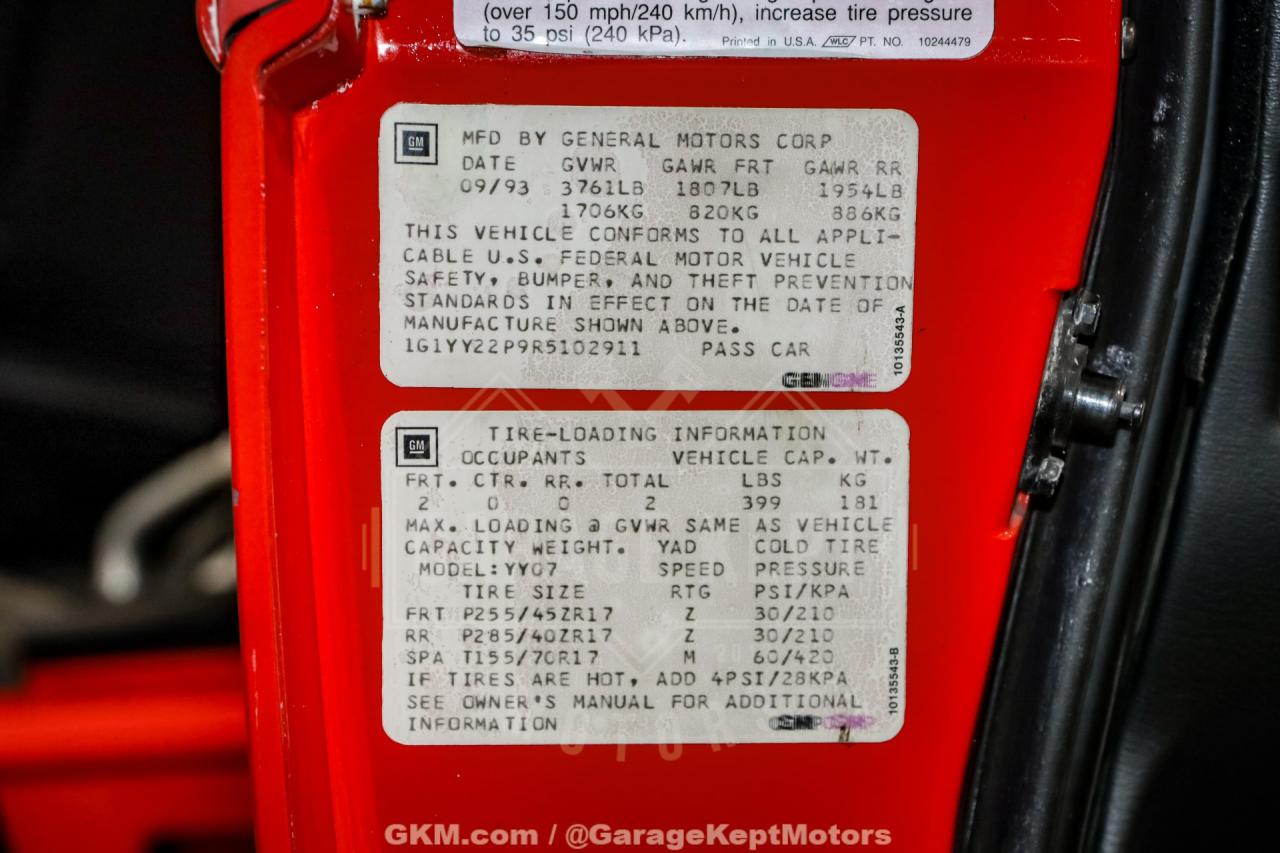 (over 150 mph/240 km/h), increase tire pressure
to 35 psi (240 kPa). Printed in U.S.A. WLC PT. NO. 10244479
GM
MFD BY GENERAL MOTORS CORP
DATE GVWR GAWR FRT GAWR RR
09/93 3761LB 1807LB 1954LB
1706KG 820KG 886KG
THIS VEHICLE CONFORMS TO ALL APPLI-
CABLE U.S. FEDERAL MOTOR VEHICLE
SAFETY, BUMPER, AND THEFT PREVENTION
STANDARDS IN EFFECT ON THE DATE OF
MANUFACTURE SHOWN ABOVE.
1G1YY22P9R5102911 PASS CAR
10135543-A
GM
TIRE-LOADING INFORMATION
OCCUPANTS VEHICLE CAP. WT.
FRT. CTR. RR. TOTAL LBS KG
2 0 0 2 399 181
MAX. LOADING @ GVWR SAME AS VEHICLE
CAPACITY WEIGHT. YAD COLD TIRE
MODEL:YY07 SPEED PRESSURE
TIRE SIZE RTG PSI/KPA
FRT P255/45ZR17 Z 30/210
RR P285/40ZR17 Z 30/210
SPA T155/70R17 M 60/420
IF TIRES ARE HOT, ADD 4PSI/28KPA
SEE OWNER'S MANUAL FOR ADDITIONAL
INFORMATION
10135543-B
GKM.com / @GarageKeptMotors